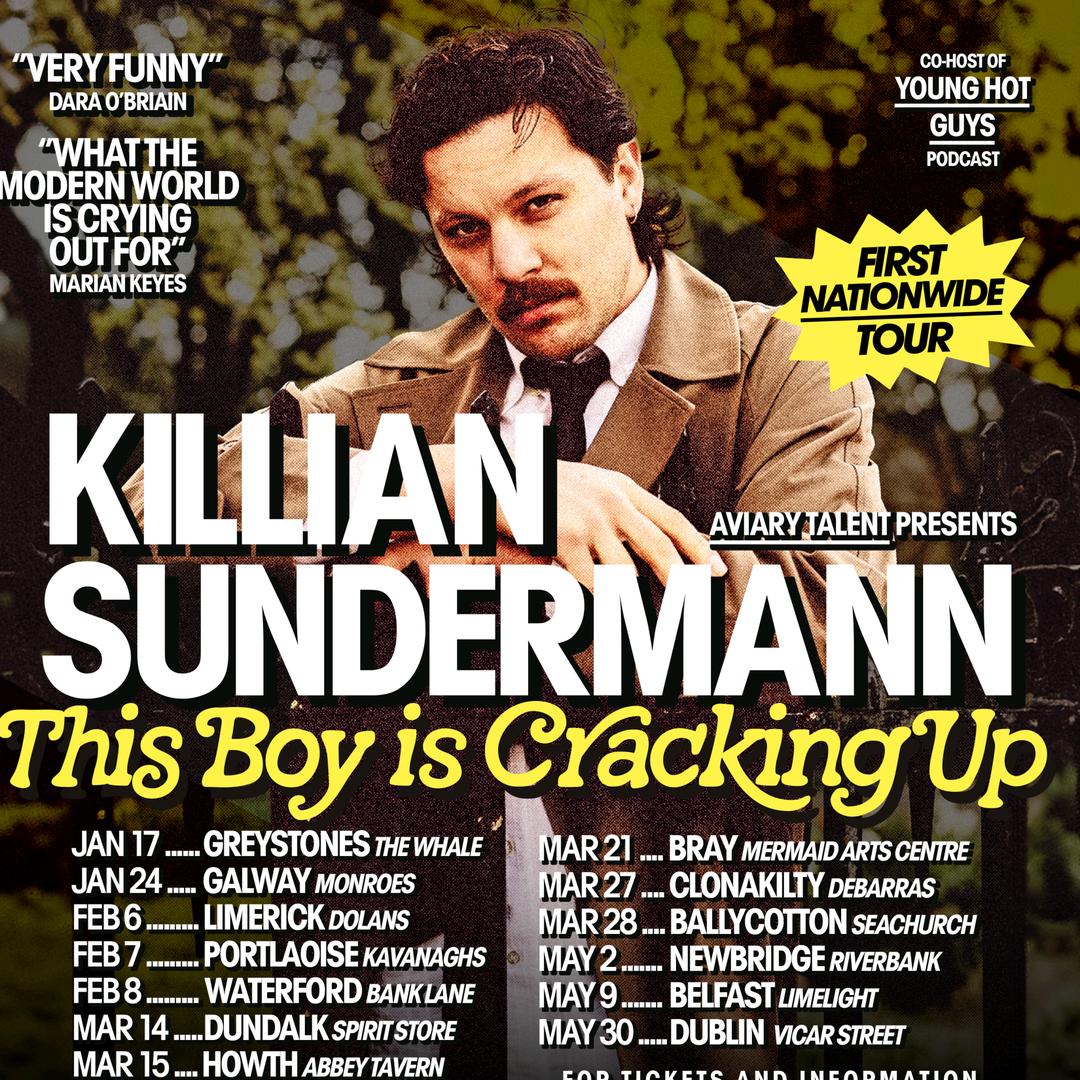 “VERY FUNNY”
DARA O’BRIAIN
“WHAT THE
MODERN WORLD
IS CRYING
OUT FOR”
MARIAN KEYES
CO-HOST OF
YOUNG HOT
GUYS
PODCAST
FIRST
NATIONWIDE
TOUR
KILLIAN
AVIARY TALENT PRESENTS
SUNDERMANN
This Boy is Cracking Up
JAN 17 ...... GREYSTONES THE WHALE
JAN 24 ..... GALWAY MONROES
FEB 6 ......... LIMERICK DOLANS
FEB 7 ......... PORTLAOISE KAVANAGHS
FEB 8 ......... WATERFORD BANK LANE
MAR 14 ..... DUNDALK SPIRIT STORE
MAR 15 .... HOWTH ABBEY TAVERN
MAR 21 .... BRAY MERMAID ARTS CENTRE
MAR 27 .... CLONAKILTY DEBARRAS
MAR 28 .... BALLYCOTTON SEACHURCH
MAY 2 ....... NEWBRIDGE RIVERBANK
MAY 9 ....... BELFAST LIMELIGHT
MAY 30 ..... DUBLIN VICAR STREET
FOR TICKETS AND INFORMATION